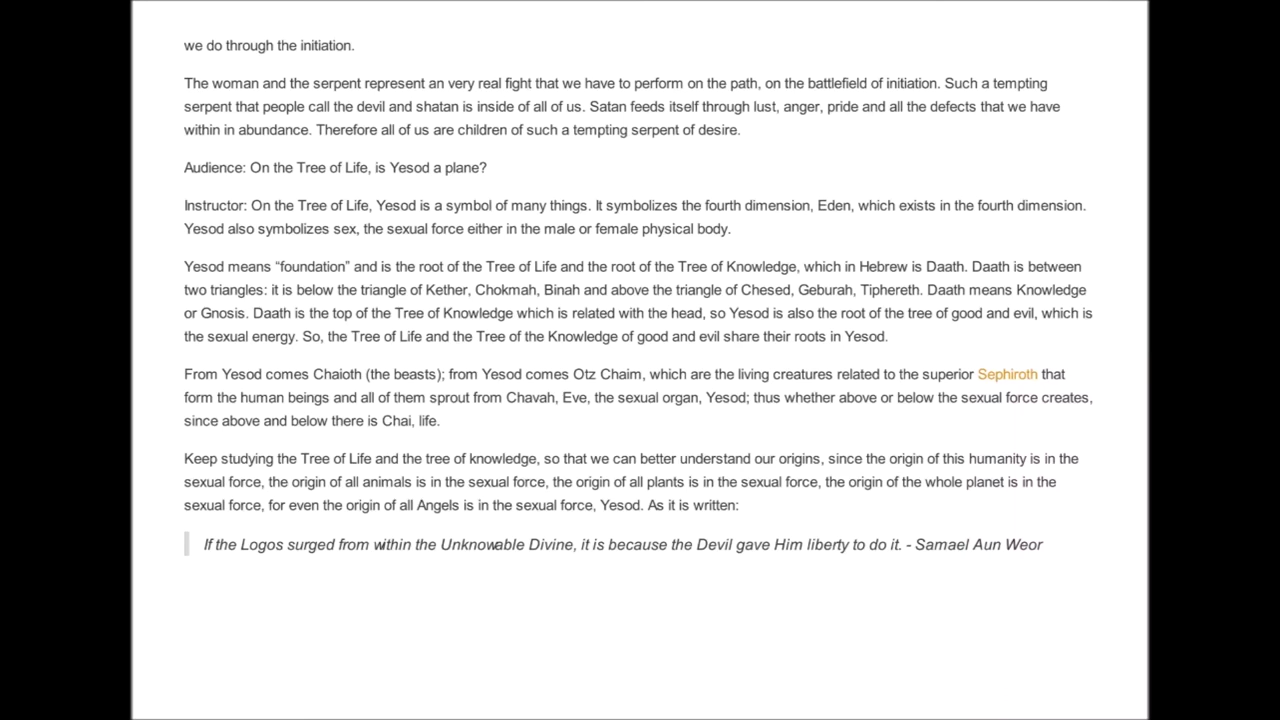 we do through the initiation.
The woman and the serpent represent an very real fight that we have to perform on the path, on the battlefield of initiation. Such a tempting
serpent that people call the devil and shatan is inside of all of us. Satan feeds itself through lust, anger, pride and all the defects that we have
within in abundance. Therefore all of us are children of such a tempting serpent of desire.
Audience: On the Tree of Life, is Yesod a plane?
Instructor: On the Tree of Life, Yesod is a symbol of many things. It symbolizes the fourth dimension, Eden, which exists in the fourth dimension.
Yesod also symbolizes sex, the sexual force either in the male or female physical body.
Yesod means “foundation” and is the root of the Tree of Life and the root of the Tree of Knowledge, which in Hebrew is Daath. Daath is between
two triangles: it is below the triangle of Kether, Chokmah, Binah and above the triangle of Chesed, Geburah, Tiphereth. Daath means Knowledge
or Gnosis. Daath is the top of the Tree of Knowledge which is related with the head, so Yesod is also the root of the tree of good and evil, which is
the sexual energy. So, the Tree of Life and the Tree of the Knowledge of good and evil share their roots in Yesod.
From Yesod comes Chaioth (the beasts); from Yesod comes Otz Chaim, which are the living creatures related to the superior Sephiroth that
form the human beings and all of them sprout from Chavah, Eve, the sexual organ, Yesod; thus whether above or below the sexual force creates,
since above and below there is Chai, life.
Keep studying the Tree of Life and the tree of knowledge, so that we can better understand our origins, since the origin of this humanity is in the
sexual force, the origin of all animals is in the sexual force, the origin of all plants is in the sexual force, the origin of the whole planet is in the
sexual force, for even the origin of all Angels is in the sexual force, Yesod. As it is written:
If the Logos surged from within the Unknowable Divine, it is because the Devil gave Him liberty to do it. - Samael Aun Weor